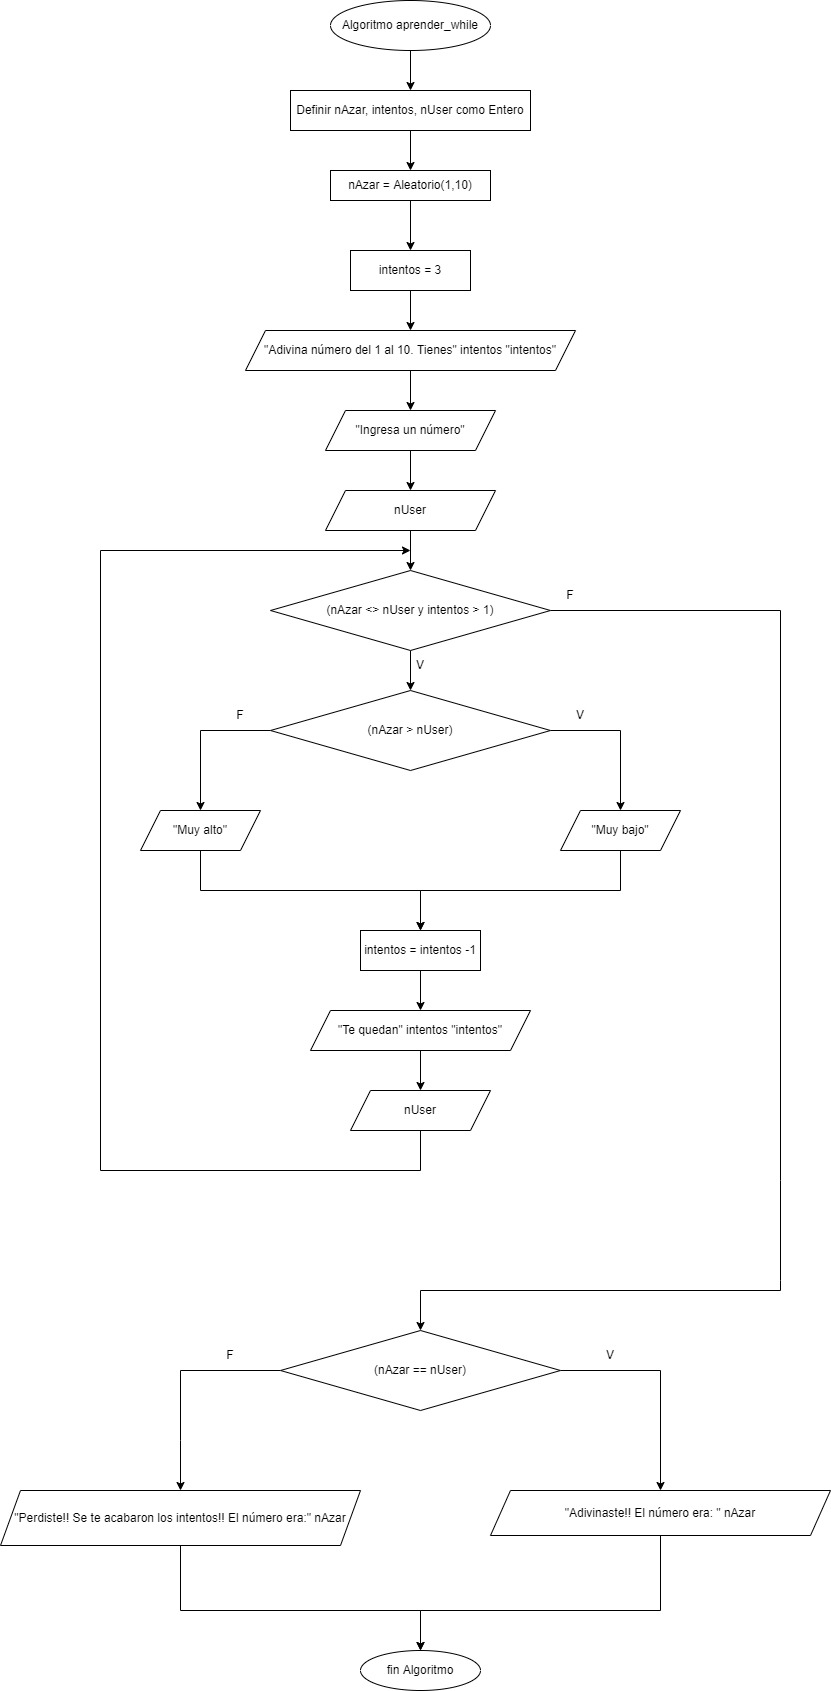 Algoritmo aprender_while
Definir nAzar, intentos, nUser como Entero
nAzar = Aleatorio(1,10)
intentos = 3
"Adivina número del 1 al 10. Tienes" intentos "intentos"
"Ingresa un número"
nUser
(nAzar <> nUser y intentos > 1)
F
V
(nAzar > nUser)
F
V
"Muy alto"
"Muy bajo"
intentos = intentos -1
"Te quedan" intentos "intentos"
nUser
(nAzar == nUser)
F
V
"Perdiste!! Se te acabaron los intentos!! El número era:" nAzar
"Adivinaste!! El número era: " nAzar
fin Algoritmo